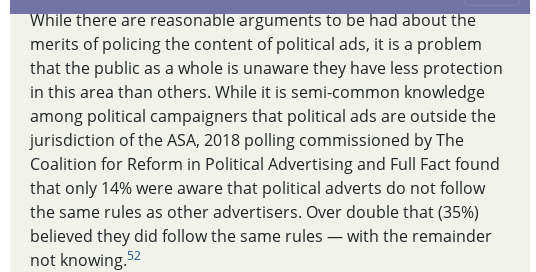 While there are reasonable arguments to be had about the
merits of policing the content of political ads, it is a problem
that the public as a whole is unaware they have less protection
in this area than others. While it is semi-common knowledge
among political campaigners that political ads are outside the
jurisdiction of the ASA, 2018 polling commissioned by The
Coalition for Reform in Political Advertising and Full Fact found
that only 14% were aware that political adverts do not follow
the same rules as other advertisers. Over double that (35%)
believed they did follow the same rules — with the remainder
not knowing.52